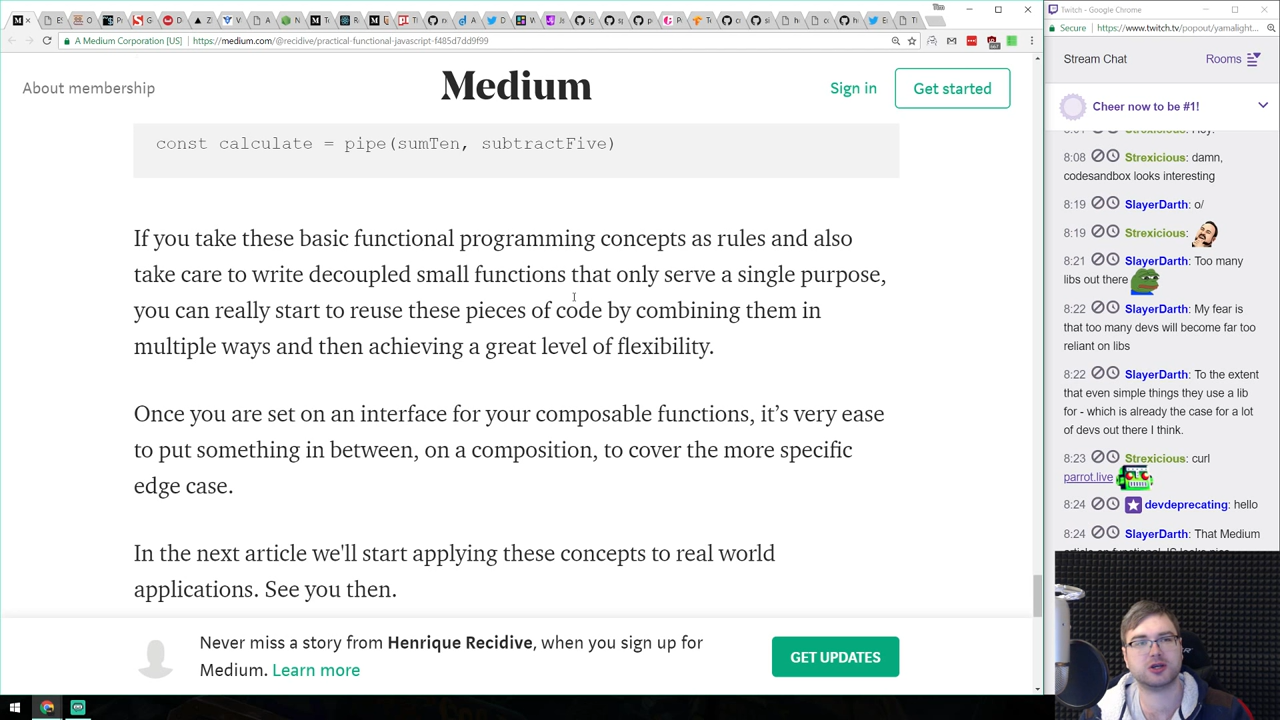 Twitch - Google Chrome
A Medium Corporation [US] https://medium.com/@recidive/practical-functional-javascript-f485d7dd9f99
Secure https://www.twitch.tv/popout/yamalight...
About membership
Medium
Sign in
Get started
const calculate = pipe(sumTen, subtractFive)
If you take these basic functional programming concepts as rules and also
take care to write decoupled small functions that only serve a single purpose,
you can really start to reuse these pieces of code by combining them in
multiple ways and then achieving a great level of flexibility.
Once you are set on an interface for your composable functions, it’s very ease
to put something in between, on a composition, to cover the more specific
edge case.
In the next article we'll start applying these concepts to real world
applications. See you then.
Never miss a story from Henrique Recidive, when you sign up for
Medium. Learn more
GET UPDATES
Stream Chat
Rooms
Cheer now to be #1!
8:08 Strexicious: damn,
codesandbox looks interesting
8:19 SlayerDarth: o/
8:19 Strexicious:
8:21 SlayerDarth: Too many
libs out there
8:22 SlayerDarth: My fear is
that too many devs will become far too
reliant on libs
8:22 SlayerDarth: To the extent
that even simple things they use a lib
for - which is already the case for a lot
of devs out there I think.
8:23 Strexicious: curl
parrot.live
8:24 devdeprecating: hello
8:24 SlayerDarth: That Medium